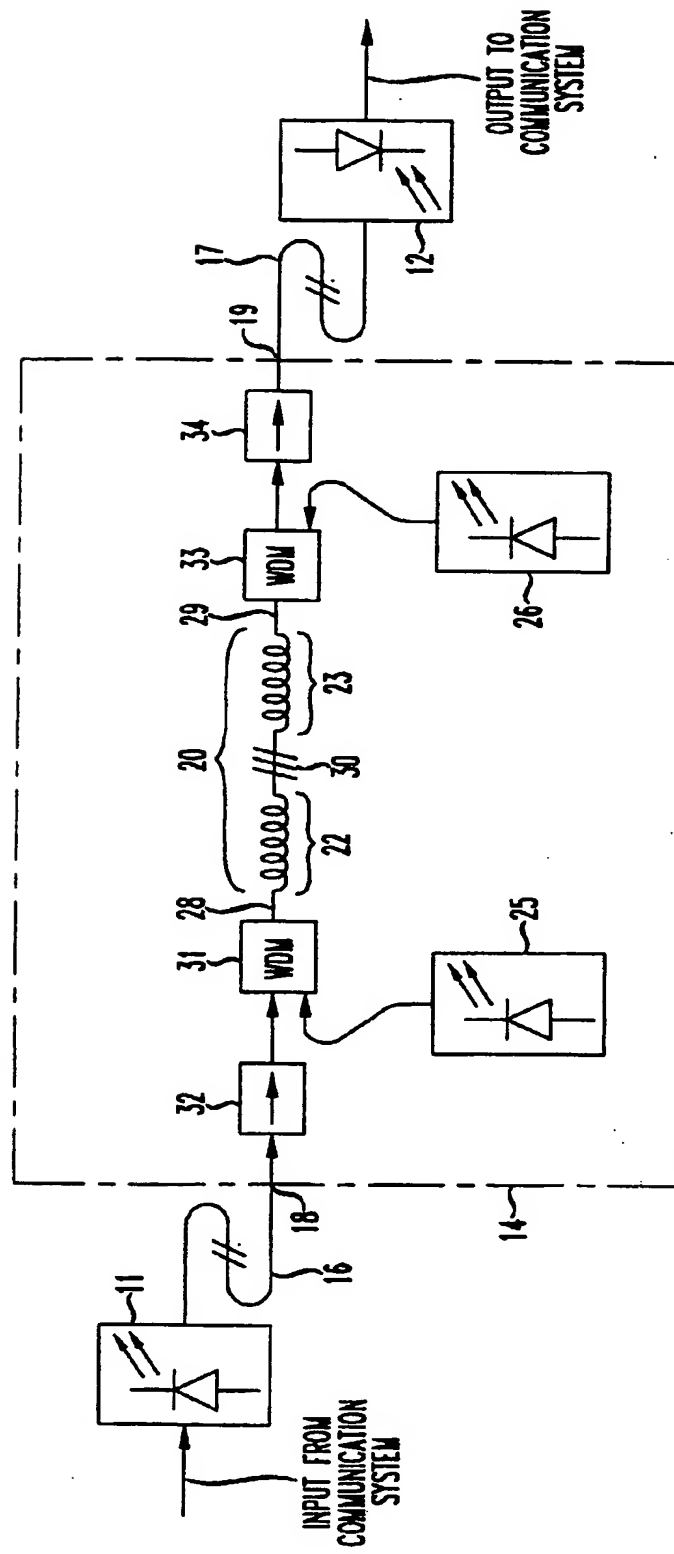 INPUT FROM
COMMUNICATION
SYSTEM
11
16
18
14
32
31
WDM
28
25
22
20
30
23
29
33
WDM
26
34
19
17
12
OUTPUT TO
COMMUNICATION
SYSTEM